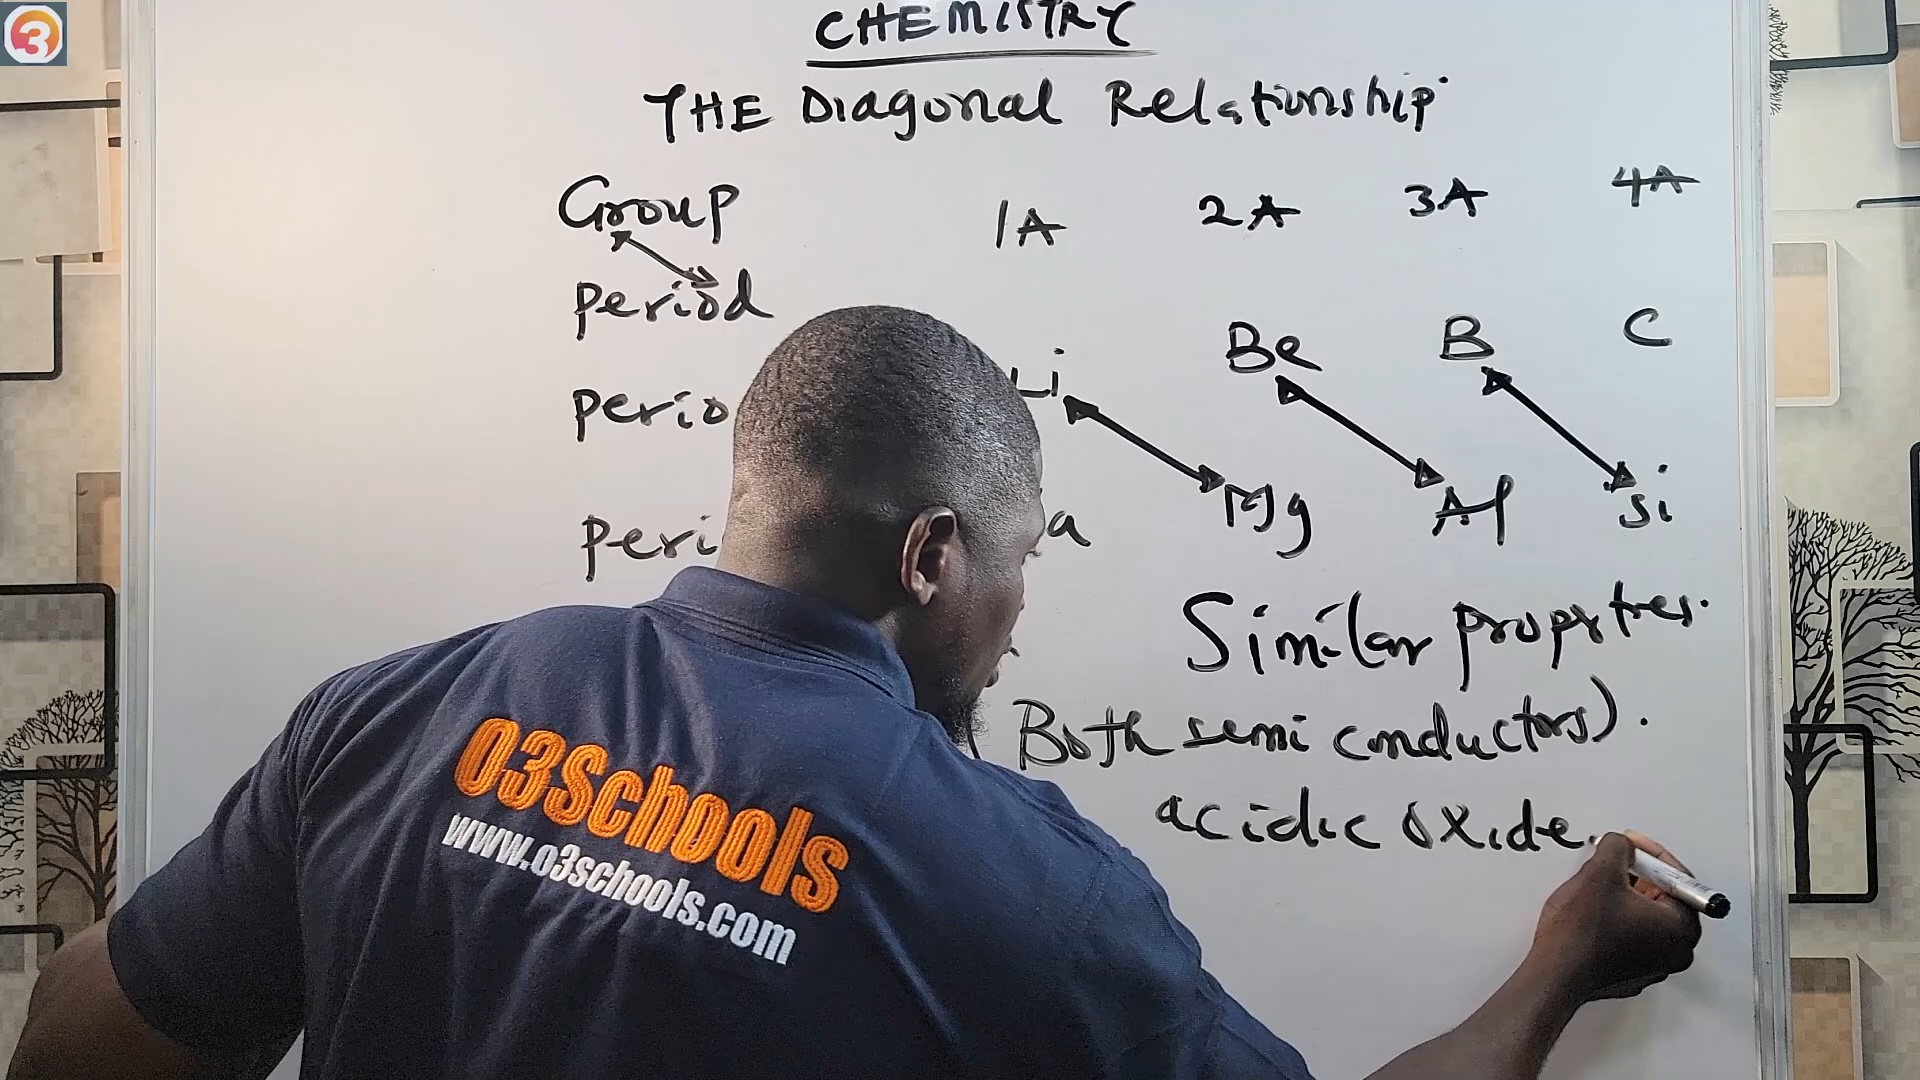 3
CHEMISTRY
THE Diagonal Relationship
Group 1A 2A 3A 4A
period
perio Li Be B C
peri a Mg Al Si
Similar properties.
(Both semi conductors).
acidic oxide.
O3Schools
www.o3schools.com